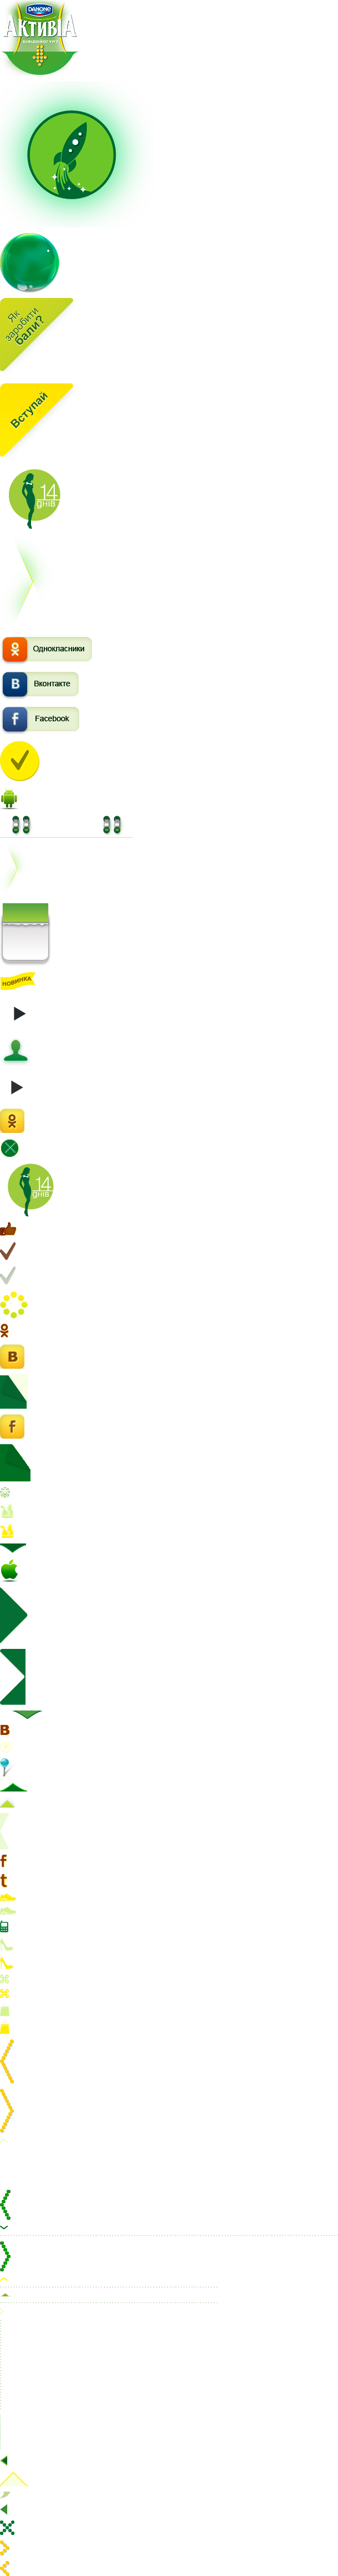 DANONE
АКТИВІА
Як
заробити
бали?
Вступай
14
днів
Однокласники
В
Вконтакте
f
Facebook
НОВИНКА
14
днів
В
f
В
f
t